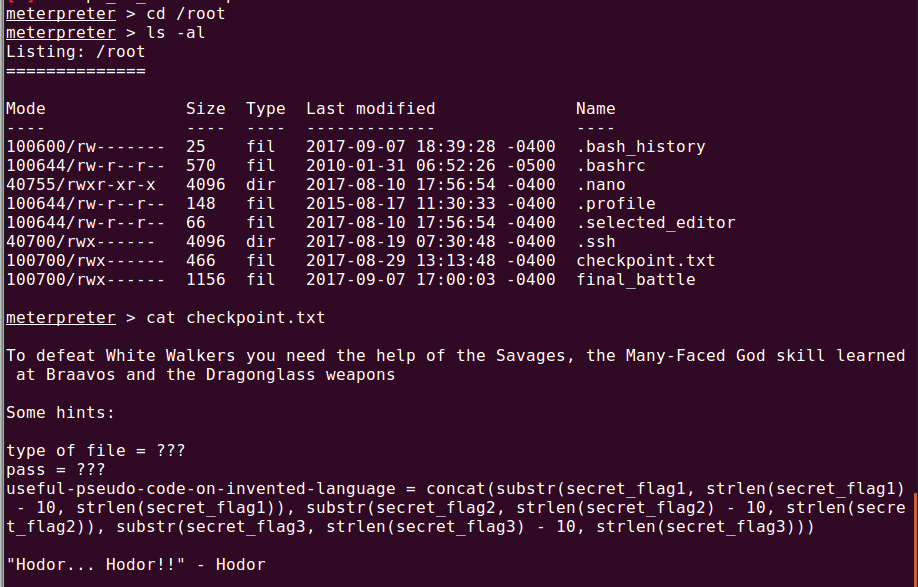 meterpreter > cd /root
meterpreter > ls -al
Listing: /root
==============
Mode Size Type Last modified Name
---- ---- ---- ------------- ----
100600/rw------- 25 fil 2017-09-07 18:39:28 -0400 .bash_history
100644/rw-r--r-- 570 fil 2010-01-31 06:52:26 -0500 .bashrc
40755/rwxr-xr-x 4096 dir 2017-08-10 17:56:54 -0400 .nano
100644/rw-r--r-- 148 fil 2015-08-17 11:30:33 -0400 .profile
100644/rw-r--r-- 66 fil 2017-08-10 17:56:54 -0400 .selected_editor
40700/rwx------ 4096 dir 2017-08-19 07:30:48 -0400 .ssh
100700/rwx------ 466 fil 2017-08-29 13:13:48 -0400 checkpoint.txt
100700/rwx------ 1156 fil 2017-09-07 17:00:03 -0400 final_battle
meterpreter > cat checkpoint.txt
To defeat White Walkers you need the help of the Savages, the Many-Faced God skill learned
at Braavos and the Dragonglass weapons
Some hints:
type of file = ???
pass = ???
useful-pseudo-code-on-invented-language = concat(substr(secret_flag1, strlen(secret_flag1)
- 10, strlen(secret_flag1)), substr(secret_flag2, strlen(secret_flag2) - 10, strlen(secre
t_flag2)), substr(secret_flag3, strlen(secret_flag3) - 10, strlen(secret_flag3)))
"Hodor... Hodor!!" - Hodor